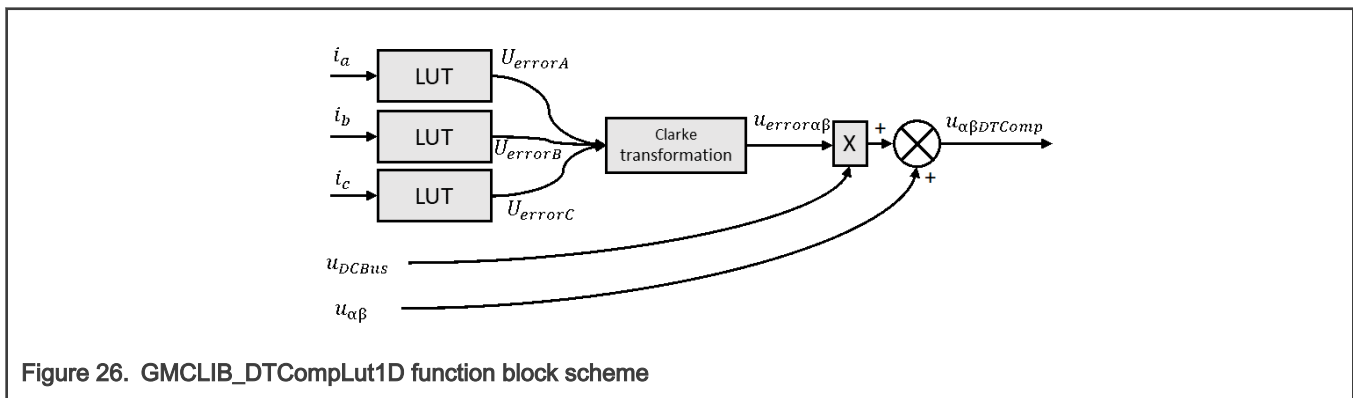 i_a
LUT
U_errorA
i_b
LUT
U_errorB
i_c
LUT
U_errorC
Clarke
transformation
u_errorαβ
X
+
+
u_αβDTComp
u_DCBus
u_αβ
Figure 26. GMCLIB_DTCompLut1D function block scheme